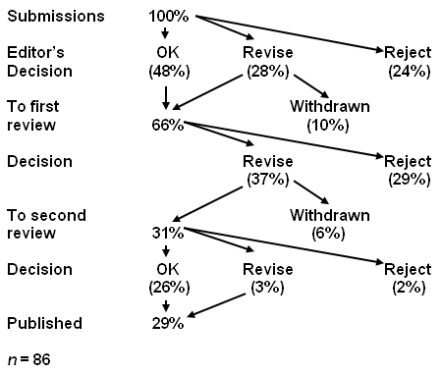 Submissions 100%
Editor's OK Revise Reject
Decision (48%) (28%) (24%)
To first Withdrawn
review 66% (10%)
Decision Revise Reject
(37%) (29%)
To second Withdrawn
review 31% (6%)
Decision OK Revise Reject
(26%) (3%) (2%)
Published 29%
n = 86